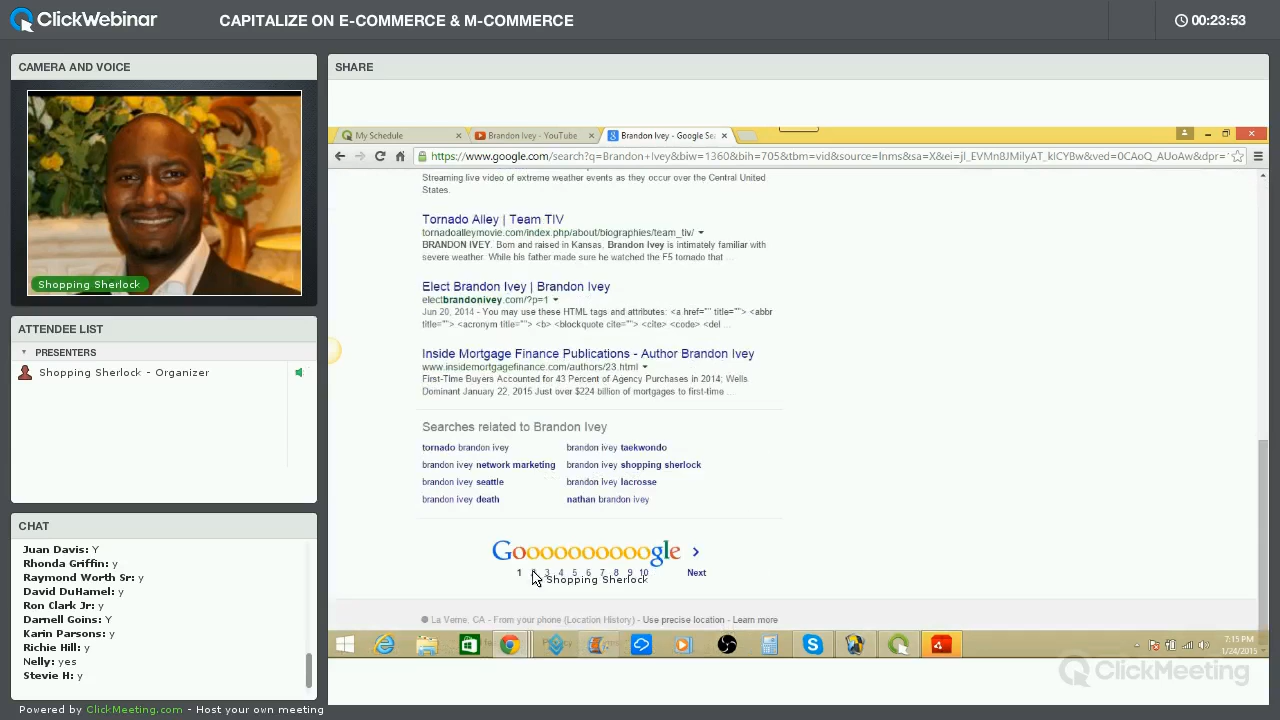 ClickWebinar
CAPITALIZE ON E-COMMERCE & M-COMMERCE
00:23:53
CAMERA AND VOICE
Shopping Sherlock
ATTENDEE LIST
PRESENTERS
Shopping Sherlock - Organizer
CHAT
Juan Davis: Y
Rhonda Griffin: y
Raymond Worth Sr: y
David DuHamel: y
Ron Clark Jr: y
Darnell Goins: Y
Karin Parsons: y
Richie Hill: y
Nelly: yes
Stevie H: y
SHARE
My Schedule
Brandon Ivey - YouTube
Brandon Ivey - Google Sea
Streaming live video of extreme weather events as they occur over the Central United
States.
Tornado Alley | Team TIV
tornadoalleymovie.com/index.php/about/biographies/team_tiv/
BRANDON IVEY. Born and raised in Kansas, Brandon Ivey is intimately familiar with
severe weather. While his father made sure he watched the F5 tornado that ...
Elect Brandon Ivey | Brandon Ivey
electbrandonivey.com/?p=1
Jun 20, 2014 - You may use these HTML tags and attributes: <a href="" title=""> <abbr
title=""> <acronym title=""> <b> <blockquote cite=""> <cite> <code> <del ...
Inside Mortgage Finance Publications - Author Brandon Ivey
www.insidemortgagefinance.com/authors/23.html
First-Time Buyers Accounted for 43 Percent of Agency Purchases in 2014; Wells
Dominant January 22, 2015 Just over $224 billion of mortgages to first-time ...
Searches related to Brandon Ivey
tornado brandon ivey
brandon ivey taekwondo
brandon ivey network marketing
brandon ivey shopping sherlock
brandon ivey seattle
brandon ivey lacrosse
brandon ivey death
nathan brandon ivey
Goooooooooogle
1 2 3 4 5 6 7 8 9 10 Next
Shopping Sherlock
La Verne, CA - From your phone (Location History) - Use precise location - Learn more
7:15 PM
1/24/2015
ClickMeeting
Powered by ClickMeeting.com - Host your own meeting